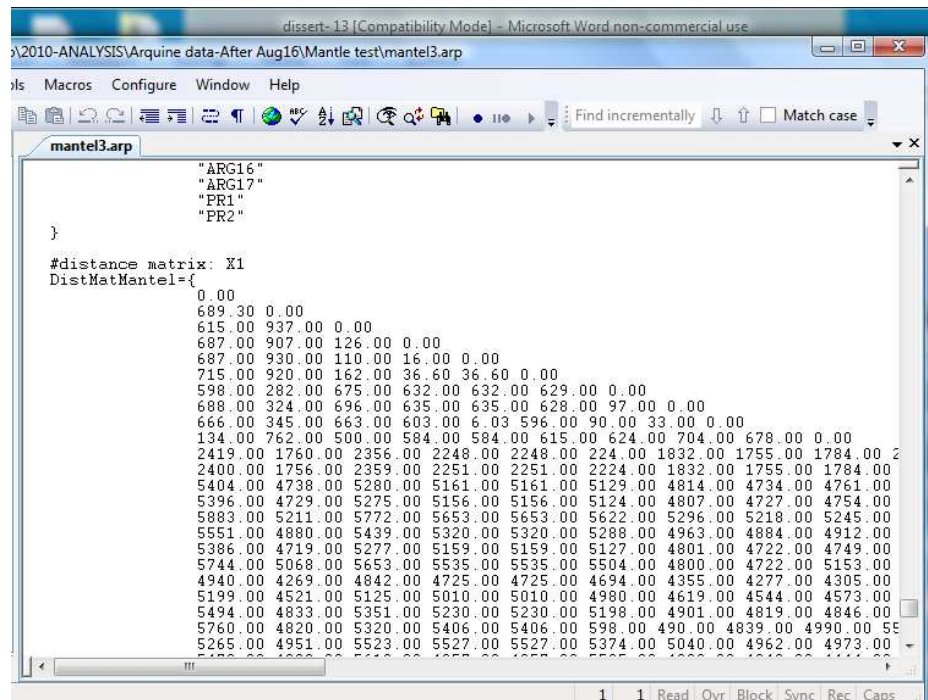 dissert- 13 [Compatibility Mode] - Microsoft Word non-commercial use
\2010-ANALYSIS\Arquine data-After Aug16\Mantle test\mantel3.arp
ls Macros Configure Window Help
Find incrementally Match case
mantel3.arp
"ARG16"
"ARG17"
"PR1"
"PR2"
}
#distance matrix: X1
DistMatMantel={
0.00
689.30 0.00
615.00 937.00 0.00
687.00 907.00 126.00 0.00
687.00 930.00 110.00 16.00 0.00
715.00 920.00 162.00 36.60 36.60 0.00
598.00 282.00 675.00 632.00 632.00 629.00 0.00
688.00 324.00 696.00 635.00 635.00 628.00 97.00 0.00
666.00 345.00 663.00 603.00 6.03 596.00 90.00 33.00 0.00
134.00 762.00 500.00 584.00 584.00 615.00 624.00 704.00 678.00 0.00
2419.00 1760.00 2356.00 2248.00 2248.00 224.00 1832.00 1755.00 1784.00 2
2400.00 1756.00 2359.00 2251.00 2251.00 2224.00 1832.00 1755.00 1784.00
5404.00 4738.00 5280.00 5161.00 5161.00 5129.00 4814.00 4734.00 4761.00
5396.00 4729.00 5275.00 5156.00 5156.00 5124.00 4807.00 4727.00 4754.00
5883.00 5211.00 5772.00 5653.00 5653.00 5622.00 5296.00 5218.00 5245.00
5551.00 4880.00 5439.00 5320.00 5320.00 5288.00 4963.00 4884.00 4912.00
5386.00 4719.00 5277.00 5159.00 5159.00 5127.00 4801.00 4722.00 4749.00
5744.00 5068.00 5653.00 5535.00 5535.00 5504.00 4800.00 4722.00 5153.00
4940.00 4269.00 4842.00 4725.00 4725.00 4694.00 4355.00 4277.00 4305.00
5199.00 4521.00 5125.00 5010.00 5010.00 4980.00 4619.00 4544.00 4573.00
5494.00 4833.00 5351.00 5230.00 5230.00 5198.00 4901.00 4819.00 4846.00
5760.00 4820.00 5320.00 5406.00 5406.00 598.00 490.00 4839.00 4990.00 55
5265.00 4951.00 5523.00 5527.00 5527.00 5374.00 5040.00 4962.00 4973.00
1 1 Read Ovr Block Sync Rec Caps